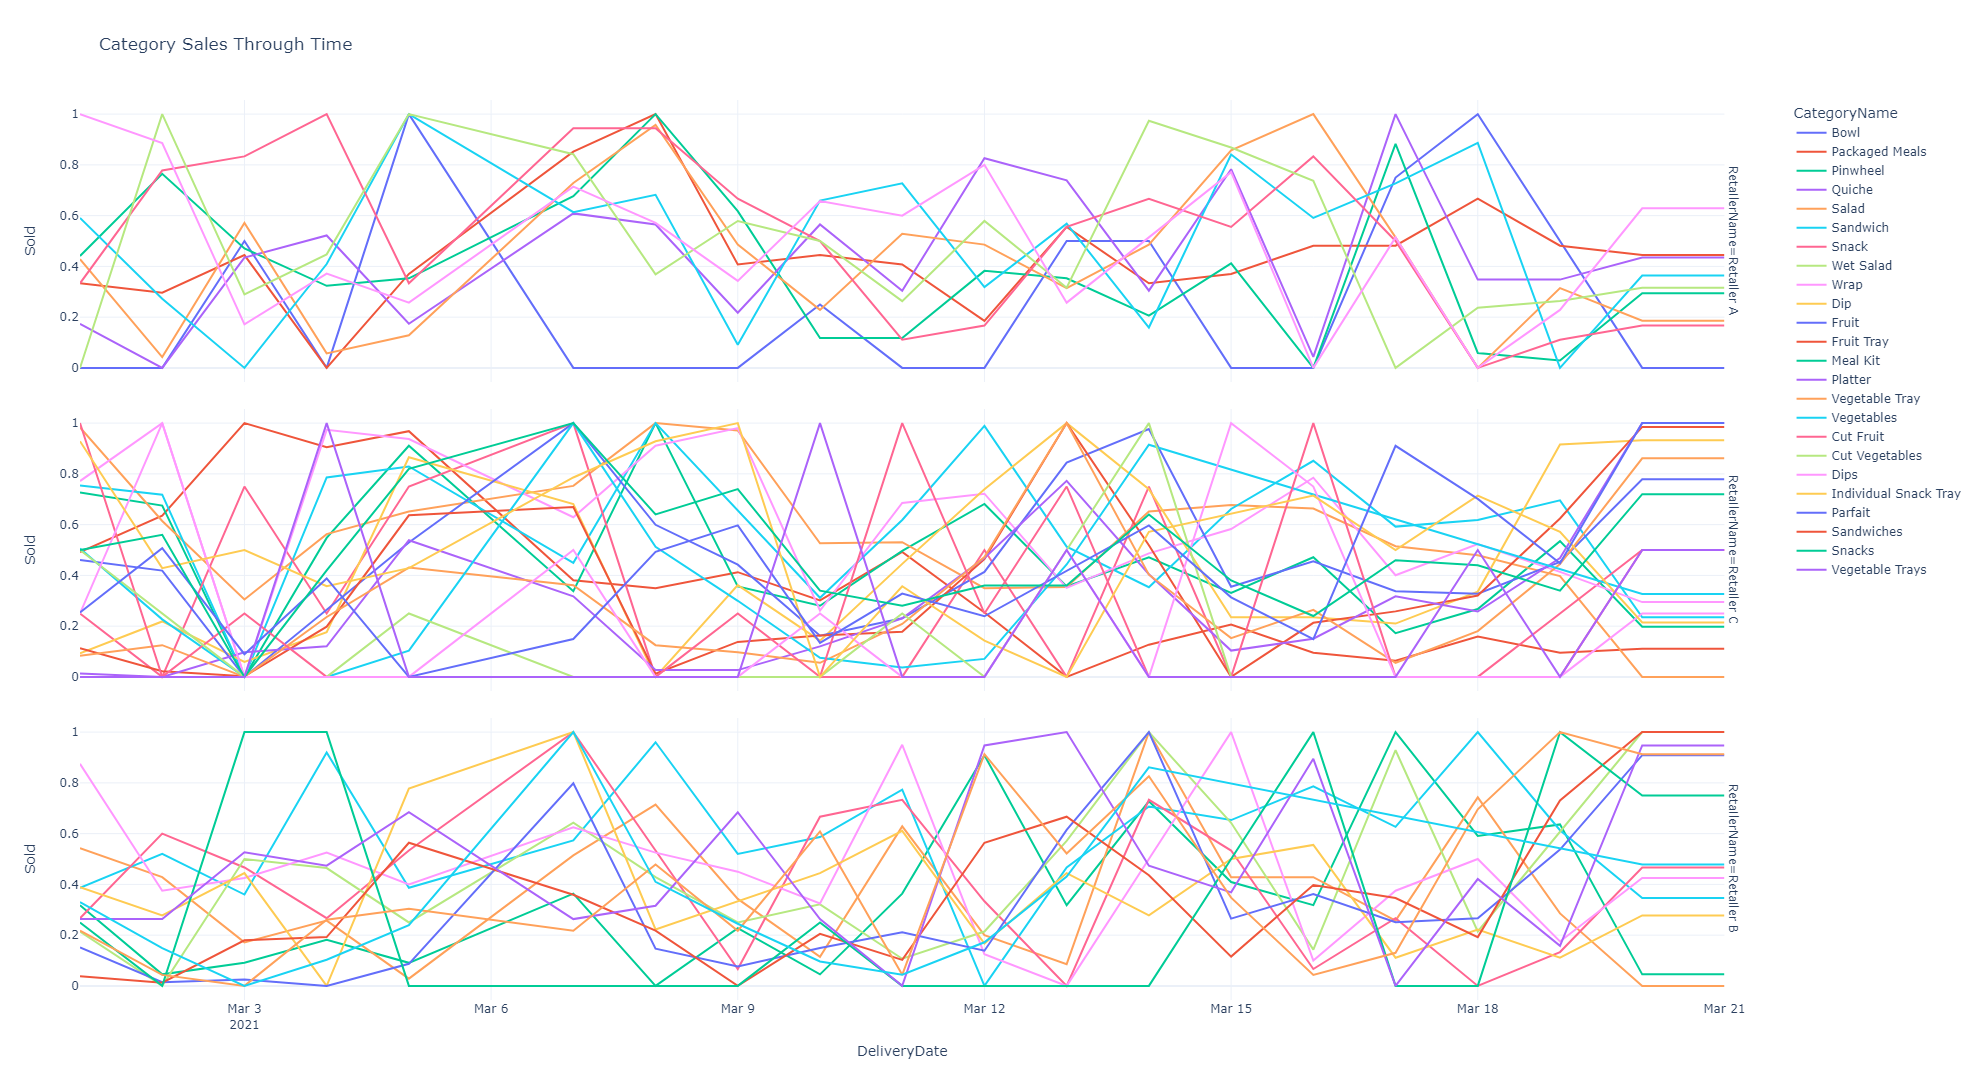 Category Sales Through Time
1
0.8
0.6
0.4
0.2
0
Sold
RetailerName=Retailer A
1
0.8
0.6
0.4
0.2
0
Sold
RetailerName=Retailer C
1
0.8
0.6
0.4
0.2
0
Sold
RetailerName=Retailer B
Mar 3
2021
Mar 6
Mar 9
Mar 12
Mar 15
Mar 18
Mar 21
DeliveryDate
CategoryName
Bowl
Packaged Meals
Pinwheel
Quiche
Salad
Sandwich
Snack
Wet Salad
Wrap
Dip
Fruit
Fruit Tray
Meal Kit
Platter
Vegetable Tray
Vegetables
Cut Fruit
Cut Vegetables
Dips
Individual Snack Tray
Parfait
Sandwiches
Snacks
Vegetable Trays